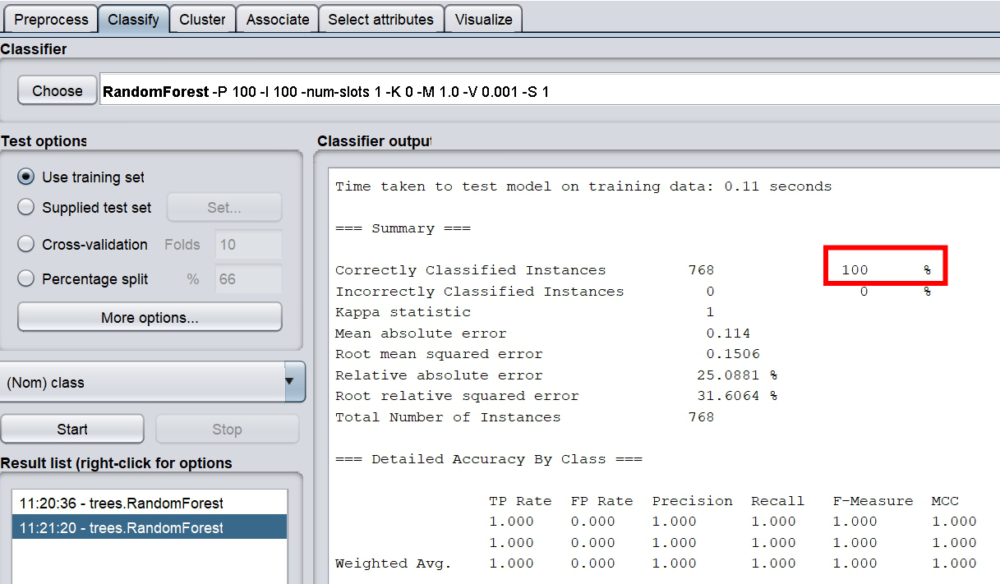 Preprocess Classify Cluster Associate Select attributes Visualize
Classifier
Choose RandomForest -P 100 -I 100 -num-slots 1 -K 0 -M 1.0 -V 0.001 -S 1
Test options
Use training set
Supplied test set Set...
Cross-validation Folds 10
Percentage split % 66
More options...
(Nom) class
Start Stop
Result list (right-click for options
11:20:36 - trees.RandomForest
11:21:20 - trees.RandomForest
Classifier output
Time taken to test model on training data: 0.11 seconds
=== Summary ===
Correctly Classified Instances 768 100 %
Incorrectly Classified Instances 0 0 %
Kappa statistic 1
Mean absolute error 0.114
Root mean squared error 0.1506
Relative absolute error 25.0881 %
Root relative squared error 31.6064 %
Total Number of Instances 768
=== Detailed Accuracy By Class ===
TP Rate FP Rate Precision Recall F-Measure MCC
1.000 0.000 1.000 1.000 1.000 1.000
1.000 0.000 1.000 1.000 1.000 1.000
Weighted Avg. 1.000 0.000 1.000 1.000 1.000 1.000